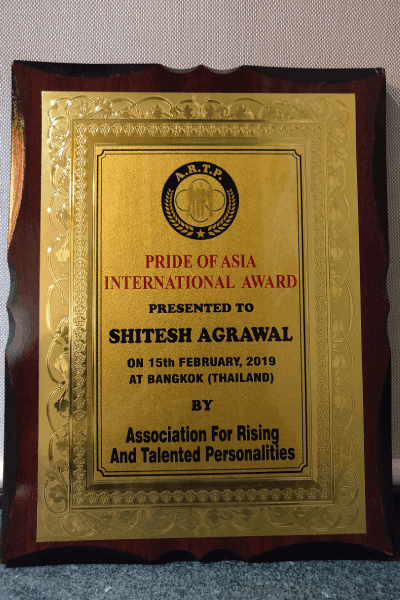 A.R.T.P.
PRIDE OF ASIA
INTERNATIONAL AWARD
PRESENTED TO
SHITESH AGRAWAL
ON 15th FEBRUARY, 2019
AT BANGKOK (THAILAND)
BY
Association For Rising
And Talented Personalities